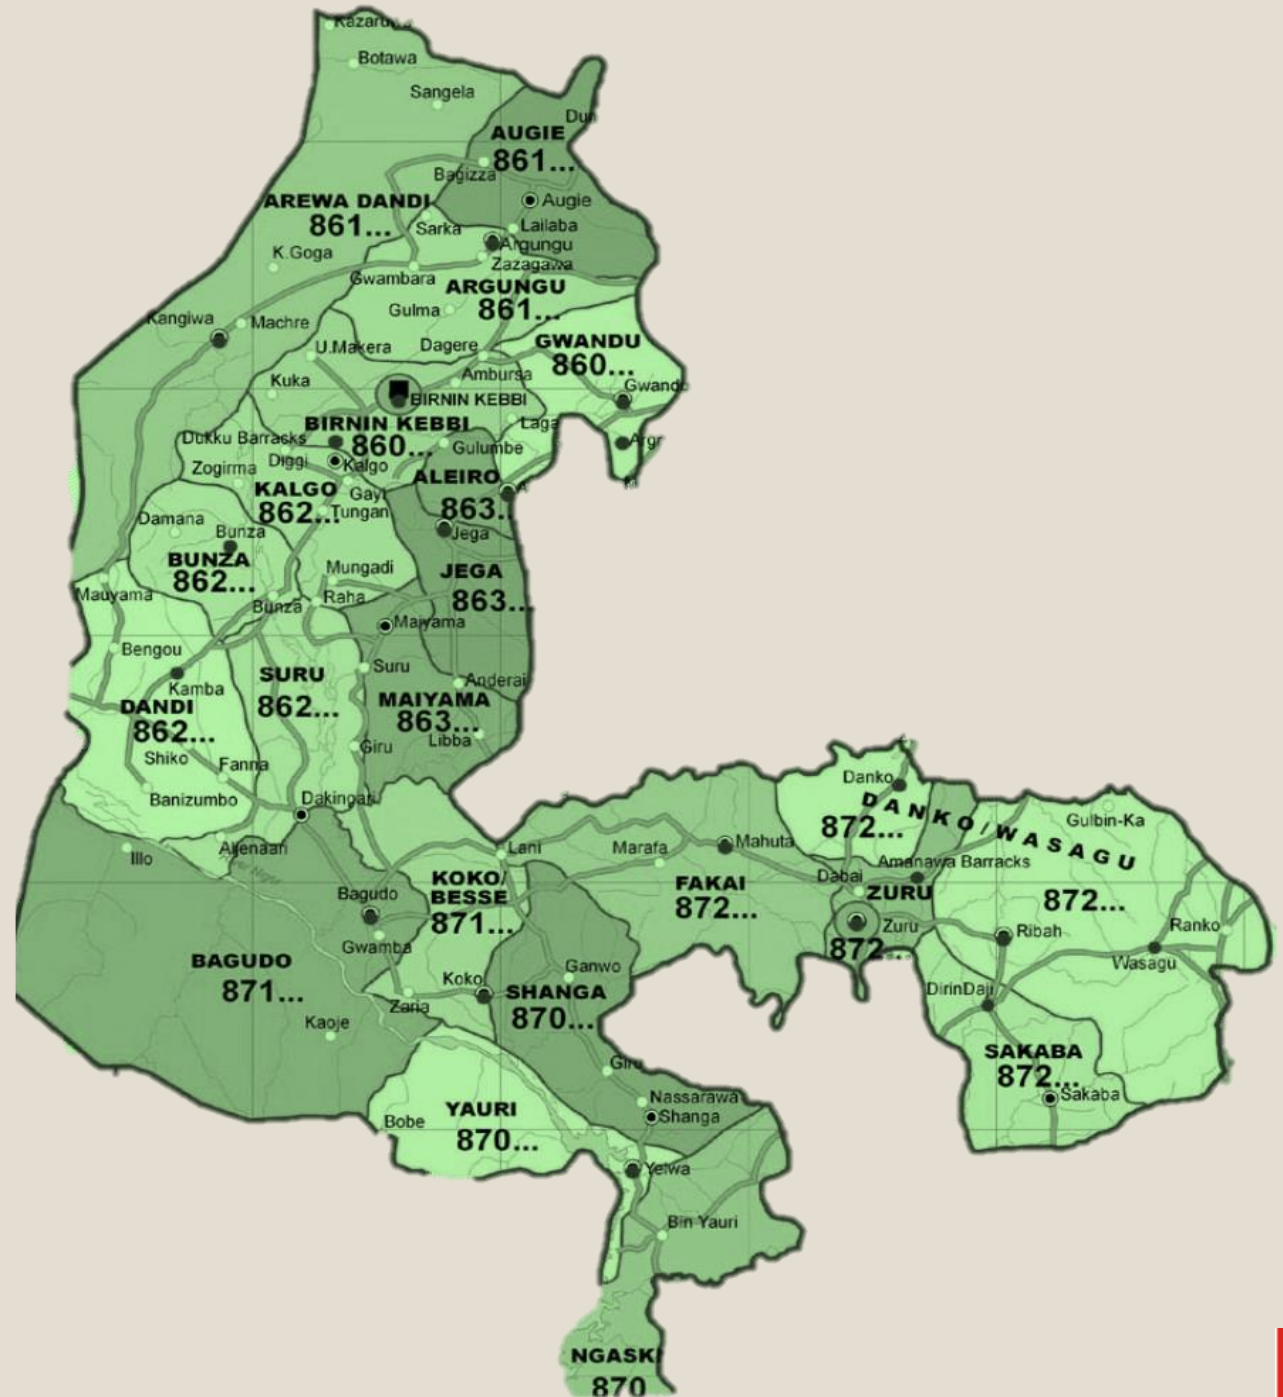 Kazaru
Botawa
Sangela
Dun
AUGIE
861...
Bagizza
Augie
AREWA DANDI
861...
Sarka
Lailaba
Argungu
K.Goga
Zazagawa
Gwambara
ARGUNGU
861...
Gulma
Kangiwa
Machre
U.Makera
Dagere
GWANDU
860...
Kuka
Ambursa
Gwandu
BIRNIN KEBBI
BIRNIN KEBBI
860...
Laga
Dukku Barracks
Gulumbe
Diggi
Kalgo
Zogirma
ALEIRO
863..
KALGO
862...
Gayi
Tungan
Damana
Bunza
Jega
BUNZA
862...
Mungadi
JEGA
863...
Mauyama
Bunza
Raha
Maiyama
Bengou
Suru
SURU
862...
Kamba
Anderai
DANDI
862...
MAIYAMA
863...
Libba
Giru
Shiko
Fanna
Danko
Banizumbo
Dakingari
DANKO/WASAGU
872...
Gulbin-Ka
Illo
Aljenaari
Lani
Marafa
Mahuta
Amanawa Barracks
Dabai
KOKO/
BESSE
871...
FAKAI
872...
ZURU
872...
Bagudo
Zuru
872...
Ribah
Ranko
Gwamba
Wasagu
BAGUDO
871...
Ganwo
Koko
SHANGA
870...
DirinDaji
Zaria
Kaoje
SAKABA
872...
Giru
Sakaba
YAURI
870...
Nassarawa
Bobe
Shanga
Yelwa
Bin Yauri
NGASKI
870